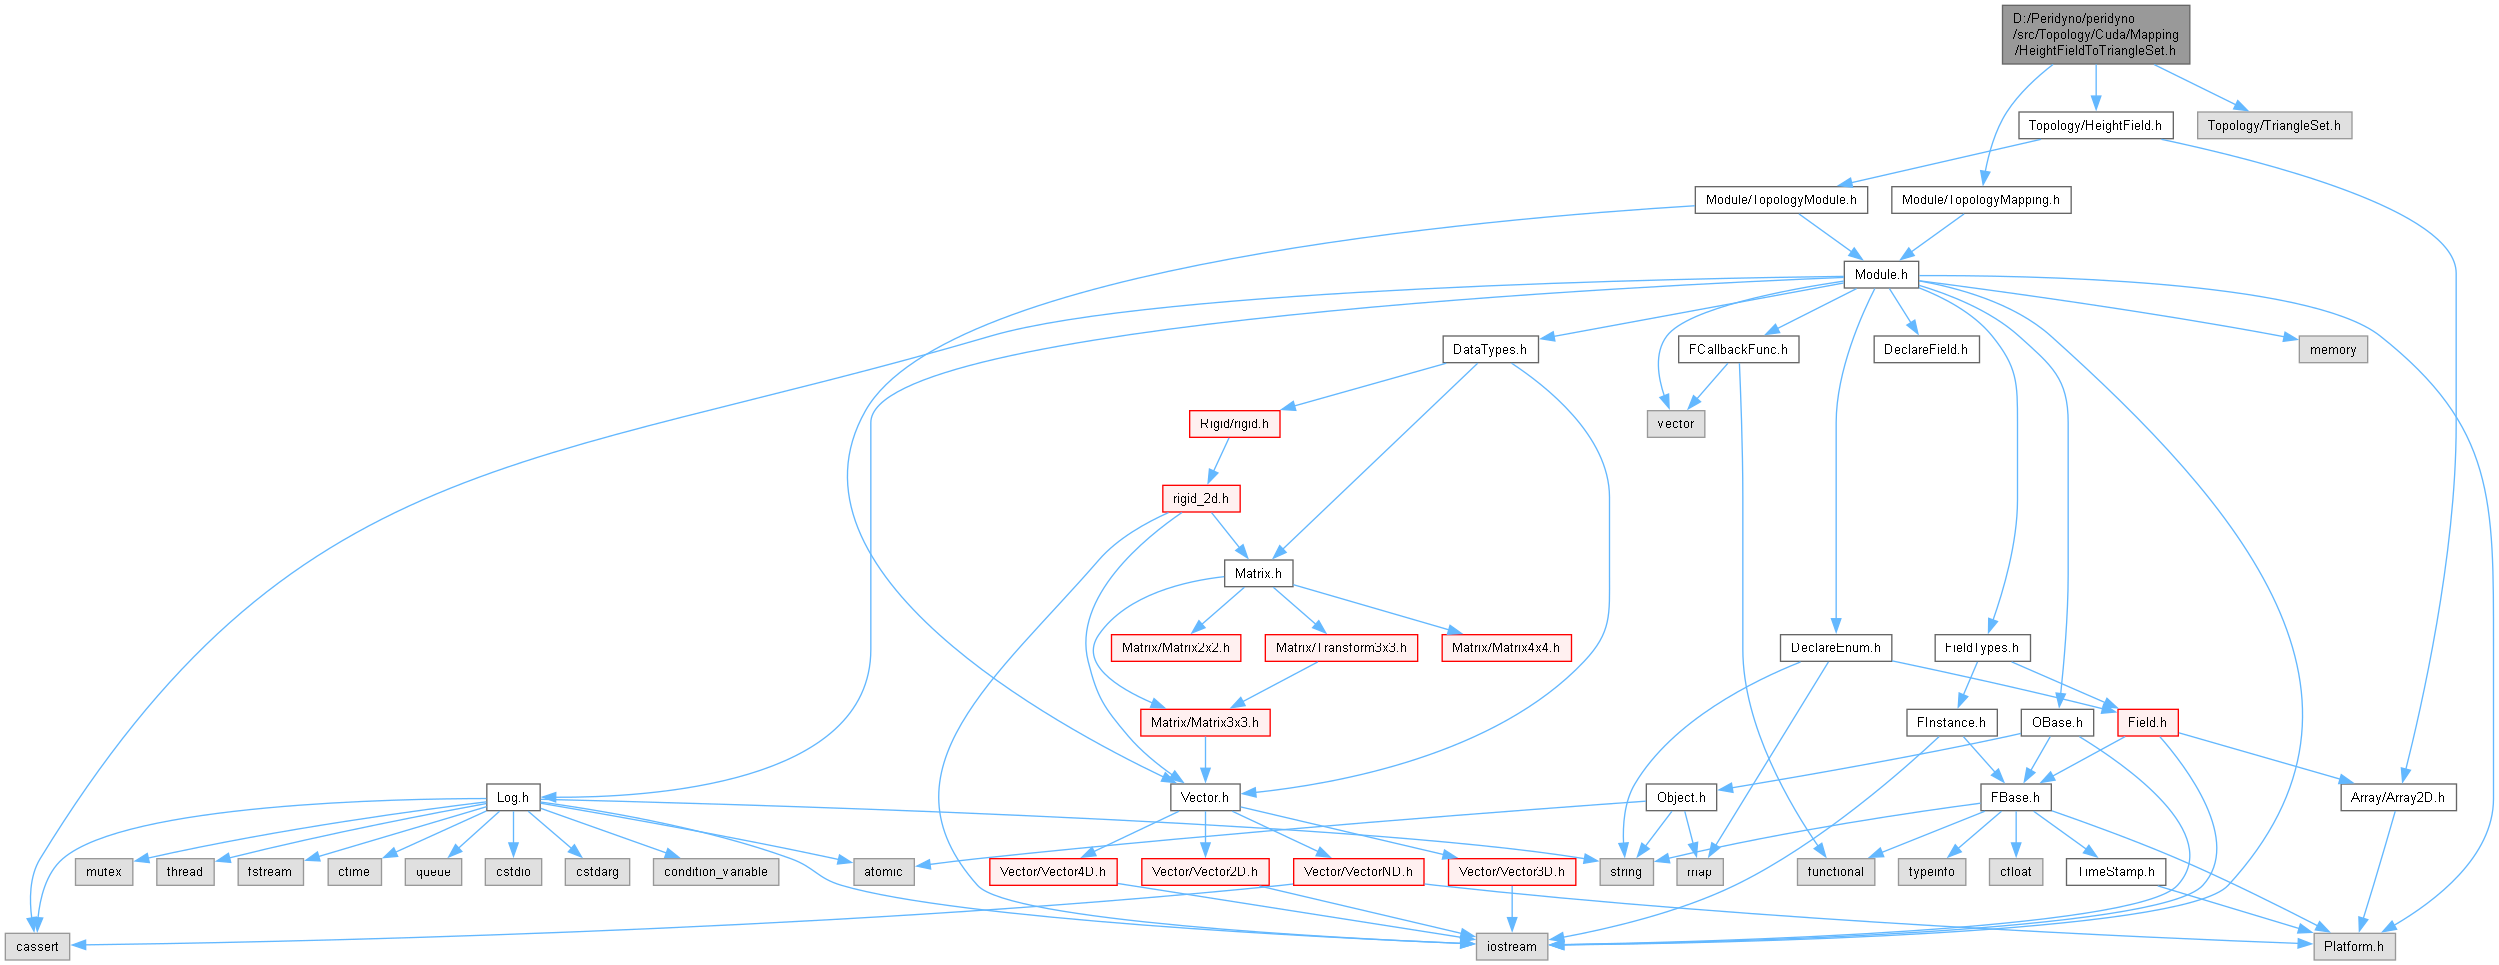 D:/Peridyno/peridyno
/src/Topology/Cuda/Mapping
/HeightFieldToTriangleSet.h
Topology/HeightField.h
Topology/TriangleSet.h
Module/TopologyModule.h
Module/TopologyMapping.h
Module.h
DataTypes.h
FCallbackFunc.h
DeclareField.h
memory
Rigid/rigid.h
vector
rigid_2d.h
Matrix.h
Matrix/Matrix2x2.h
Matrix/Transform3x3.h
Matrix/Matrix4x4.h
DeclareEnum.h
FieldTypes.h
Matrix/Matrix3x3.h
FInstance.h
OBase.h
Field.h
Log.h
Vector.h
Object.h
FBase.h
Array/Array2D.h
mutex
thread
fstream
ctime
queue
cstdio
cstdarg
condition_variable
atomic
Vector/Vector4D.h
Vector/Vector2D.h
Vector/VectorND.h
Vector/Vector3D.h
string
map
functional
typeinfo
cfloat
TimeStamp.h
cassert
iostream
Platform.h